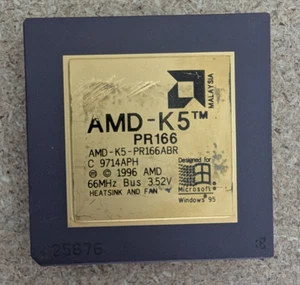 MALAYSIA
AMD-K5™
PR166
AMD-K5-PR166ABR
C 9714APH
Ⓜ © 1996 AMD
66MHz Bus 3.52V
HEATSINK AND FAN
Designed for
Microsoft®
Windows®95
25676